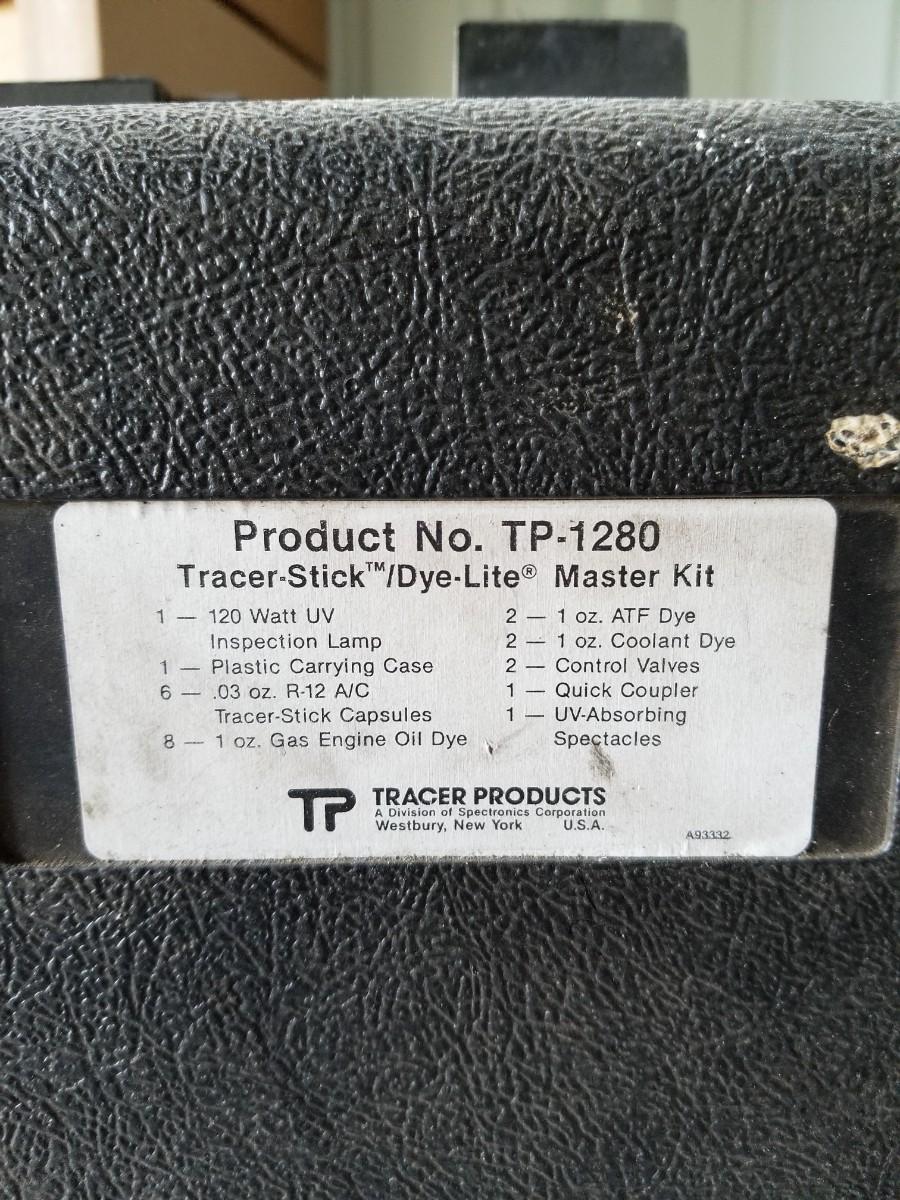 Product No. TP-1280
Tracer-Stick™/Dye-Lite® Master Kit
1 — 120 Watt UV
Inspection Lamp
1 — Plastic Carrying Case
6 — .03 oz. R-12 A/C
Tracer-Stick Capsules
8 — 1 oz. Gas Engine Oil Dye
2 — 1 oz. ATF Dye
2 — 1 oz. Coolant Dye
2 — Control Valves
1 — Quick Coupler
1 — UV-Absorbing
Spectacles
TP TRACER PRODUCTS
A Division of Spectronics Corporation
Westbury, New York U.S.A.
A93332